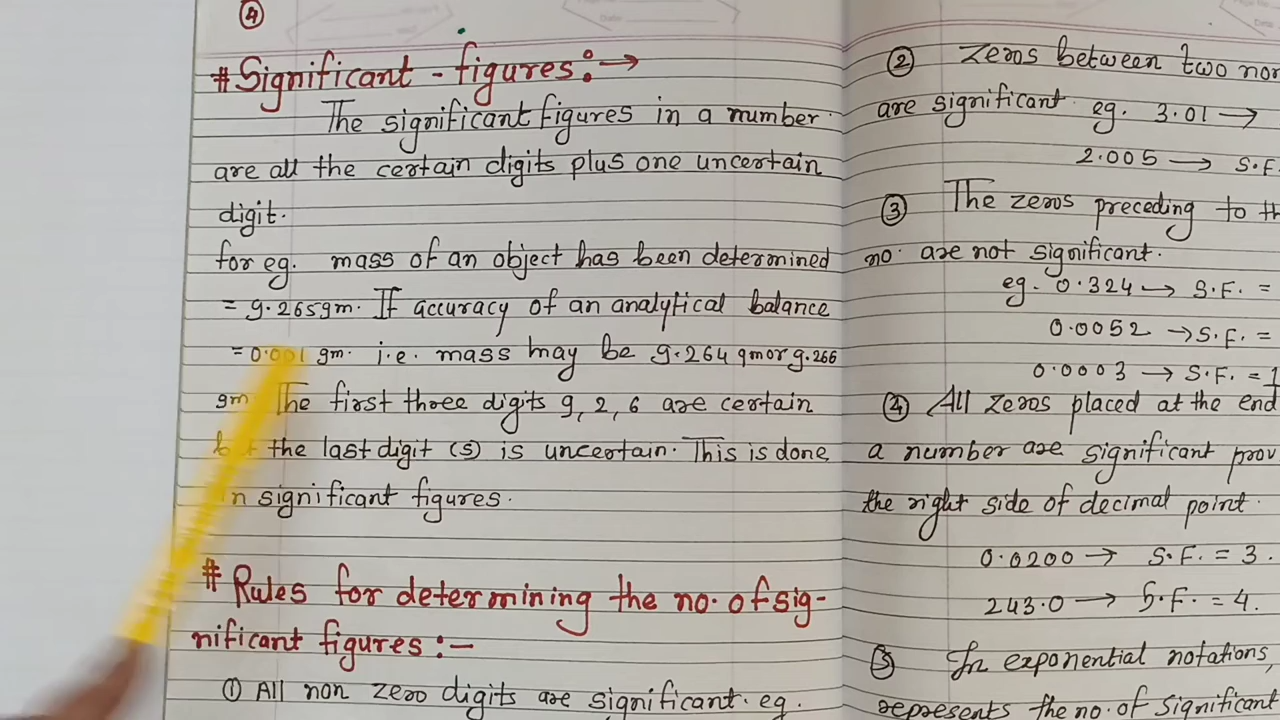 ④
# Significant - figures :→
The significant figures in a number
are all the certain digits plus one uncertain
digit.
for eg. mass of an object has been determined
= 9.265gm. If accuracy of an analytical balance
= 0.001 gm. i.e. mass may be 9.264 gm or 9.266
gm. The first three digits 9, 2, 6 are certain
but the last digit (5) is uncertain. This is done
in significant figures.
# Rules for determining the no. of sig-
nificant figures :-
① All non zero digits are significant. eg.
② Zeros between two non
are significant. eg. 3.01 →
2.005 → S.F.
③ The zeros preceding to th
no. are not significant.
eg. 0.324 → S.F. =
0.0052 → S.F. =
0.0003 → S.F. = 1
④ All zeros placed at the end
a number are significant prov
the right side of decimal point.
0.0200 → S.F. = 3.
243.0 → S.F. = 4.
⑤ In exponential notations,
represents the no. of significant